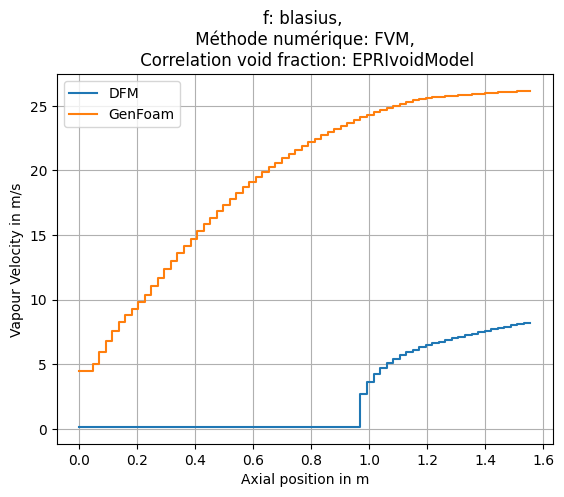 f: blasius,
Méthode numérique: FVM,
Correlation void fraction: EPRIvoidModel
DFM
GenFoam
Vapour Velocity in m/s
25
20
15
10
5
0
0.0 0.2 0.4 0.6 0.8 1.0 1.2 1.4 1.6
Axial position in m